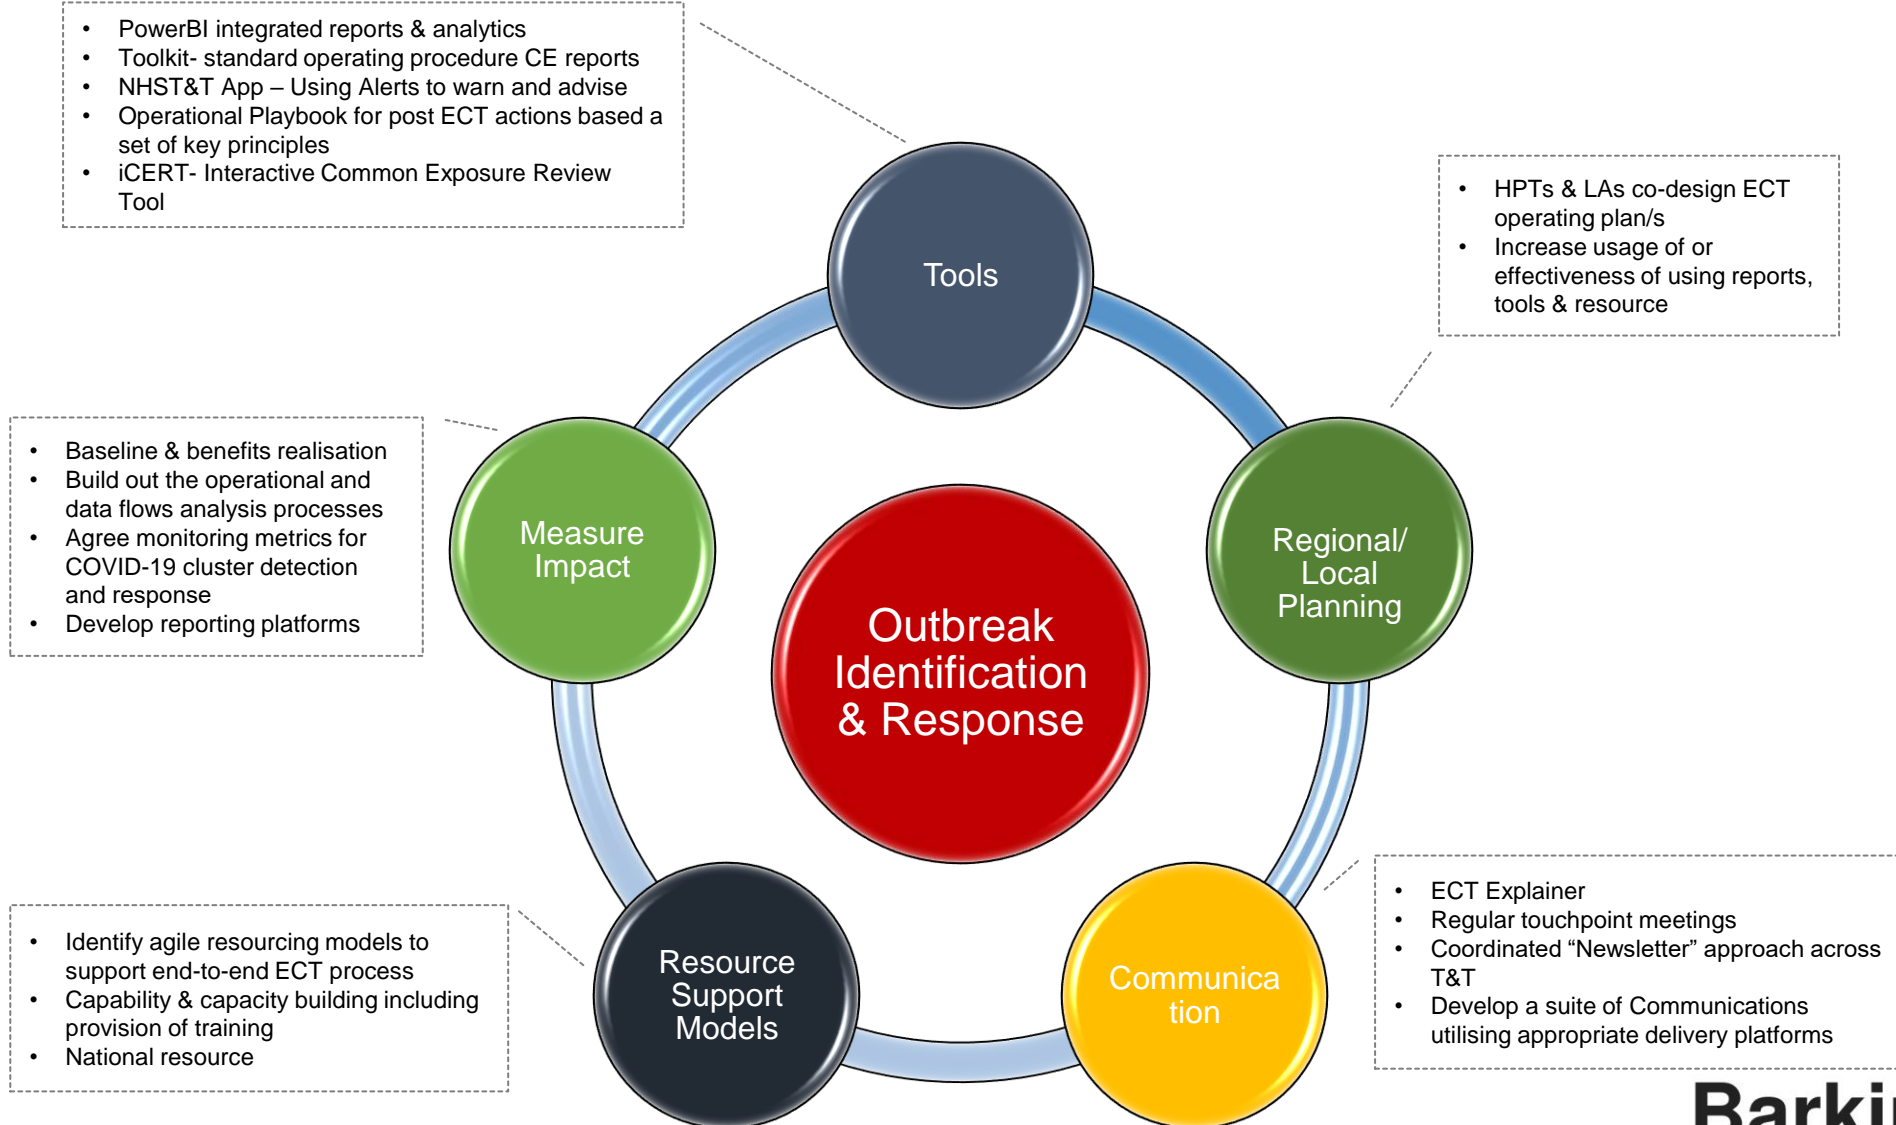 • PowerBI integrated reports & analytics
• Toolkit- standard operating procedure CE reports
• NHST&T App – Using Alerts to warn and advise
• Operational Playbook for post ECT actions based a
set of key principles
• iCERT- Interactive Common Exposure Review
Tool
Tools
• HPTs & LAs co-design ECT
operating plan/s
• Increase usage of or
effectiveness of using reports,
tools & resource
Regional/
Local
Planning
• Baseline & benefits realisation
• Build out the operational and
data flows analysis processes
• Agree monitoring metrics for
COVID-19 cluster detection
and response
• Develop reporting platforms
Measure
Impact
Outbreak
Identification
& Response
• Identify agile resourcing models to
support end-to-end ECT process
• Capability & capacity building including
provision of training
• National resource
Resource
Support
Models
Communica
tion
• ECT Explainer
• Regular touchpoint meetings
• Coordinated “Newsletter” approach across
T&T
• Develop a suite of Communications
utilising appropriate delivery platforms